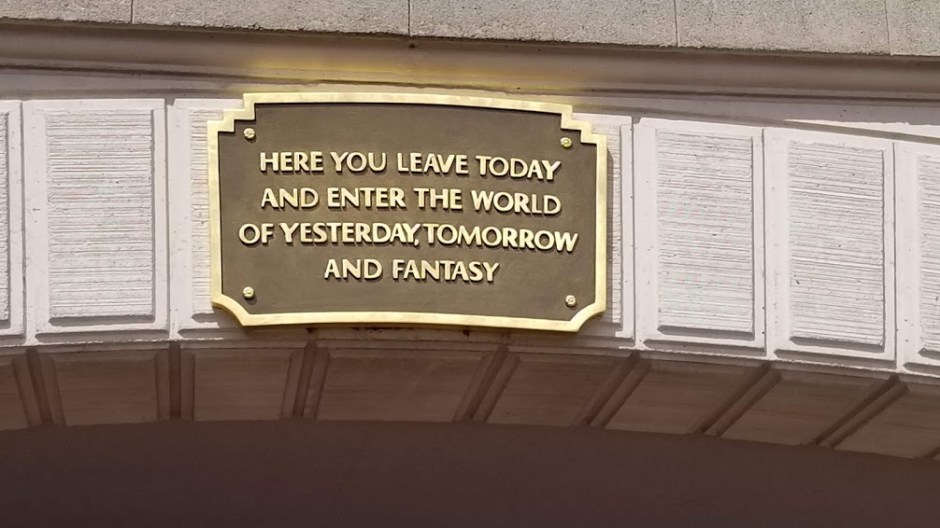 HERE YOU LEAVE TODAY
AND ENTER THE WORLD
OF YESTERDAY, TOMORROW
AND FANTASY